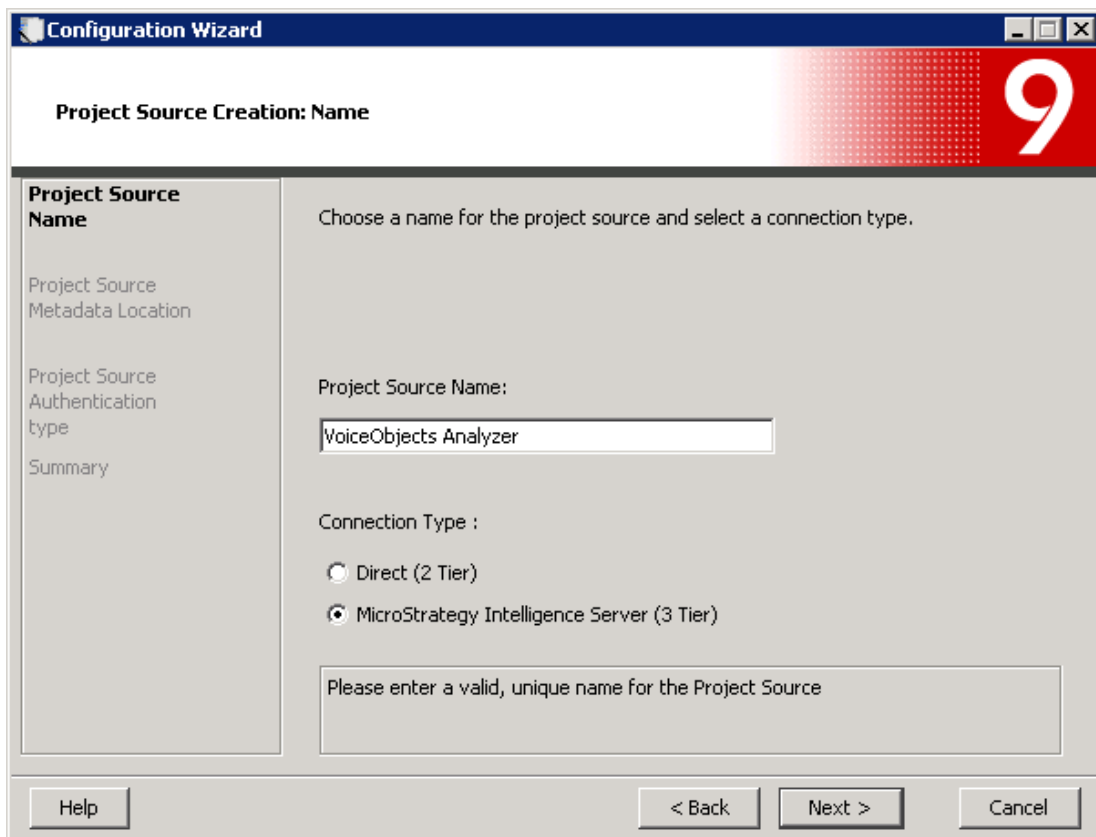 Configuration Wizard
Project Source Creation: Name
9
Project Source
Name
Project Source
Metadata Location
Project Source
Authentication
type
Summary
Choose a name for the project source and select a connection type.
Project Source Name:
VoiceObjects Analyzer
Connection Type :
Direct (2 Tier)
MicroStrategy Intelligence Server (3 Tier)
Please enter a valid, unique name for the Project Source
Help
< Back
Next >
Cancel